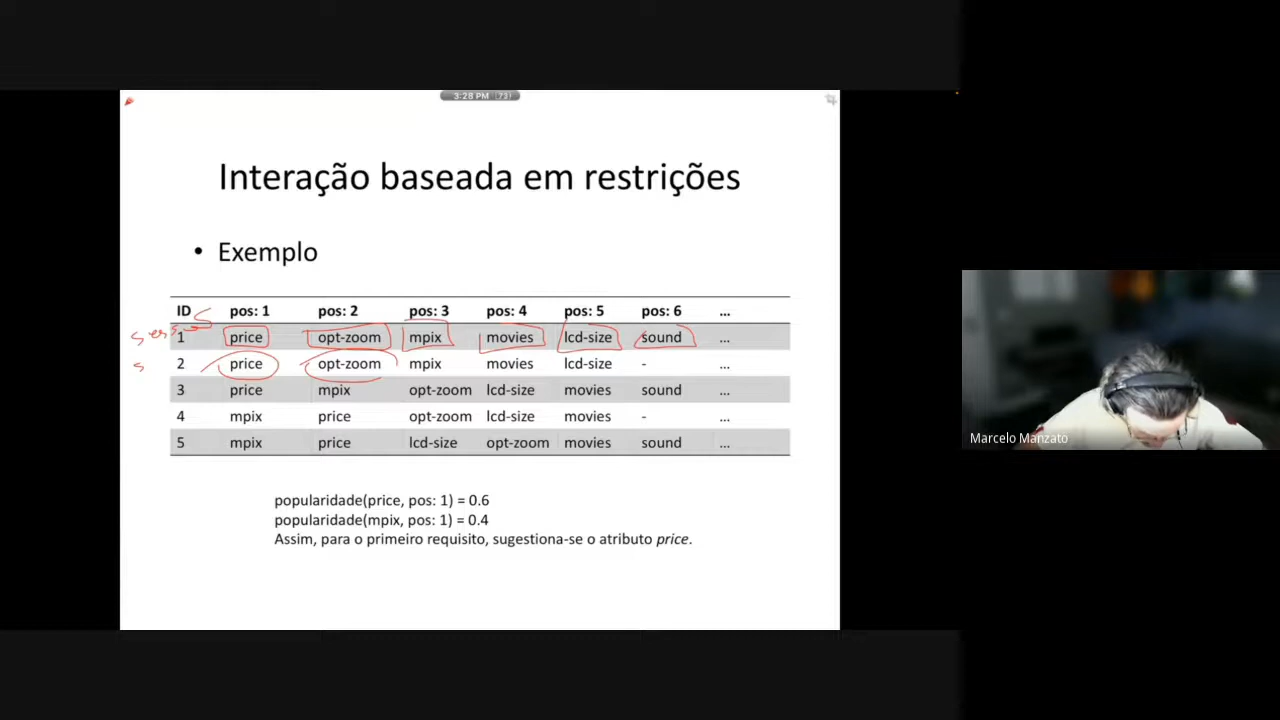 3:28 PM
Interação baseada em restrições
• Exemplo
ID pos: 1 pos: 2 pos: 3 pos: 4 pos: 5 pos: 6 ...
1 price opt-zoom mpix movies lcd-size sound ...
2 price opt-zoom mpix movies lcd-size - ...
3 price mpix opt-zoom lcd-size movies sound ...
4 mpix price opt-zoom lcd-size movies - ...
5 mpix price lcd-size opt-zoom movies sound ...
popularidade(price, pos: 1) = 0.6
popularidade(mpix, pos: 1) = 0.4
Assim, para o primeiro requisito, sugestiona-se o atributo price.
Marcelo Manzato